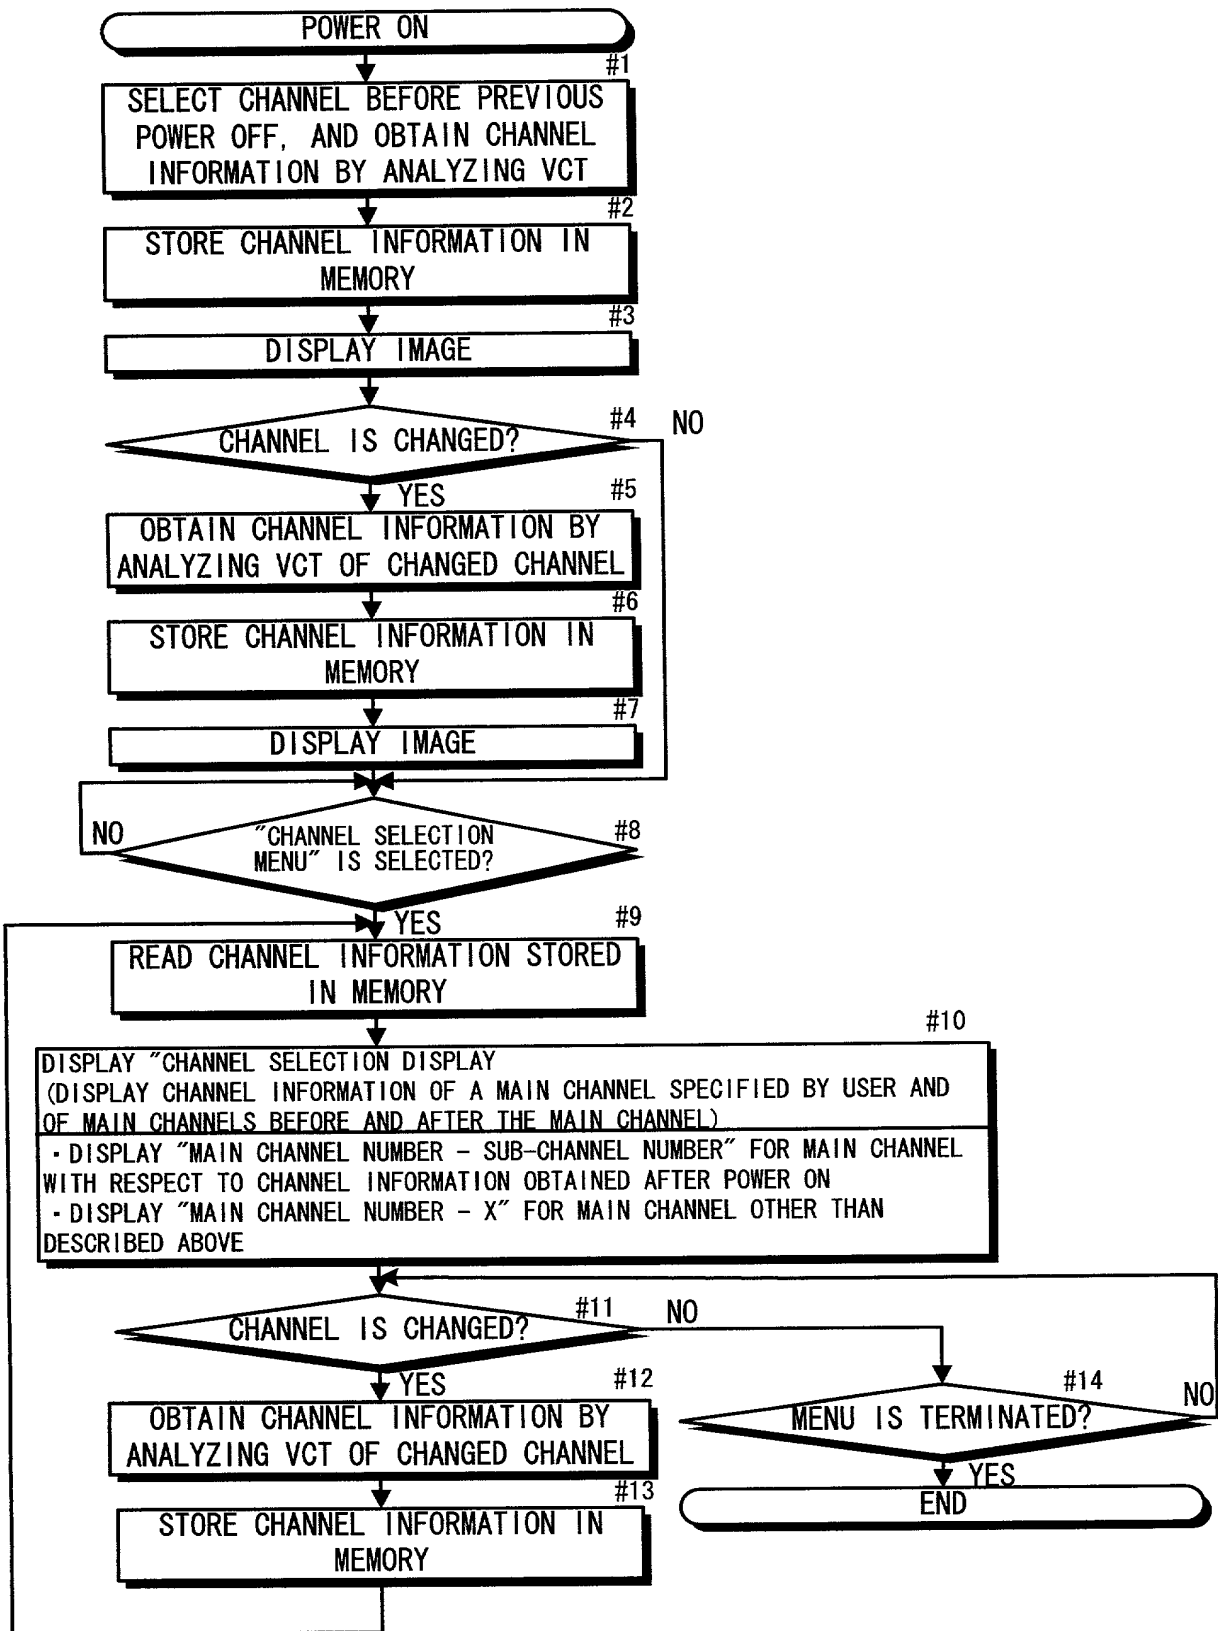 POWER ON
#1
SELECT CHANNEL BEFORE PREVIOUS
POWER OFF, AND OBTAIN CHANNEL
INFORMATION BY ANALYZING VCT
#2
STORE CHANNEL INFORMATION IN
MEMORY
#3
DISPLAY IMAGE
#4
NO
CHANNEL IS CHANGED?
YES
#5
OBTAIN CHANNEL INFORMATION BY
ANALYZING VCT OF CHANGED CHANNEL
#6
STORE CHANNEL INFORMATION IN
MEMORY
#7
DISPLAY IMAGE
NO
"CHANNEL SELECTION
MENU" IS SELECTED?
#8
YES
#9
READ CHANNEL INFORMATION STORED
IN MEMORY
#10
DISPLAY "CHANNEL SELECTION DISPLAY
(DISPLAY CHANNEL INFORMATION OF A MAIN CHANNEL SPECIFIED BY USER AND
OF MAIN CHANNELS BEFORE AND AFTER THE MAIN CHANNEL)
・DISPLAY "MAIN CHANNEL NUMBER - SUB-CHANNEL NUMBER" FOR MAIN CHANNEL
WITH RESPECT TO CHANNEL INFORMATION OBTAINED AFTER POWER ON
・DISPLAY "MAIN CHANNEL NUMBER - X" FOR MAIN CHANNEL OTHER THAN
DESCRIBED ABOVE
#11
NO
CHANNEL IS CHANGED?
YES
#12
OBTAIN CHANNEL INFORMATION BY
ANALYZING VCT OF CHANGED CHANNEL
#13
STORE CHANNEL INFORMATION IN
MEMORY
#14
NO
MENU IS TERMINATED?
YES
END